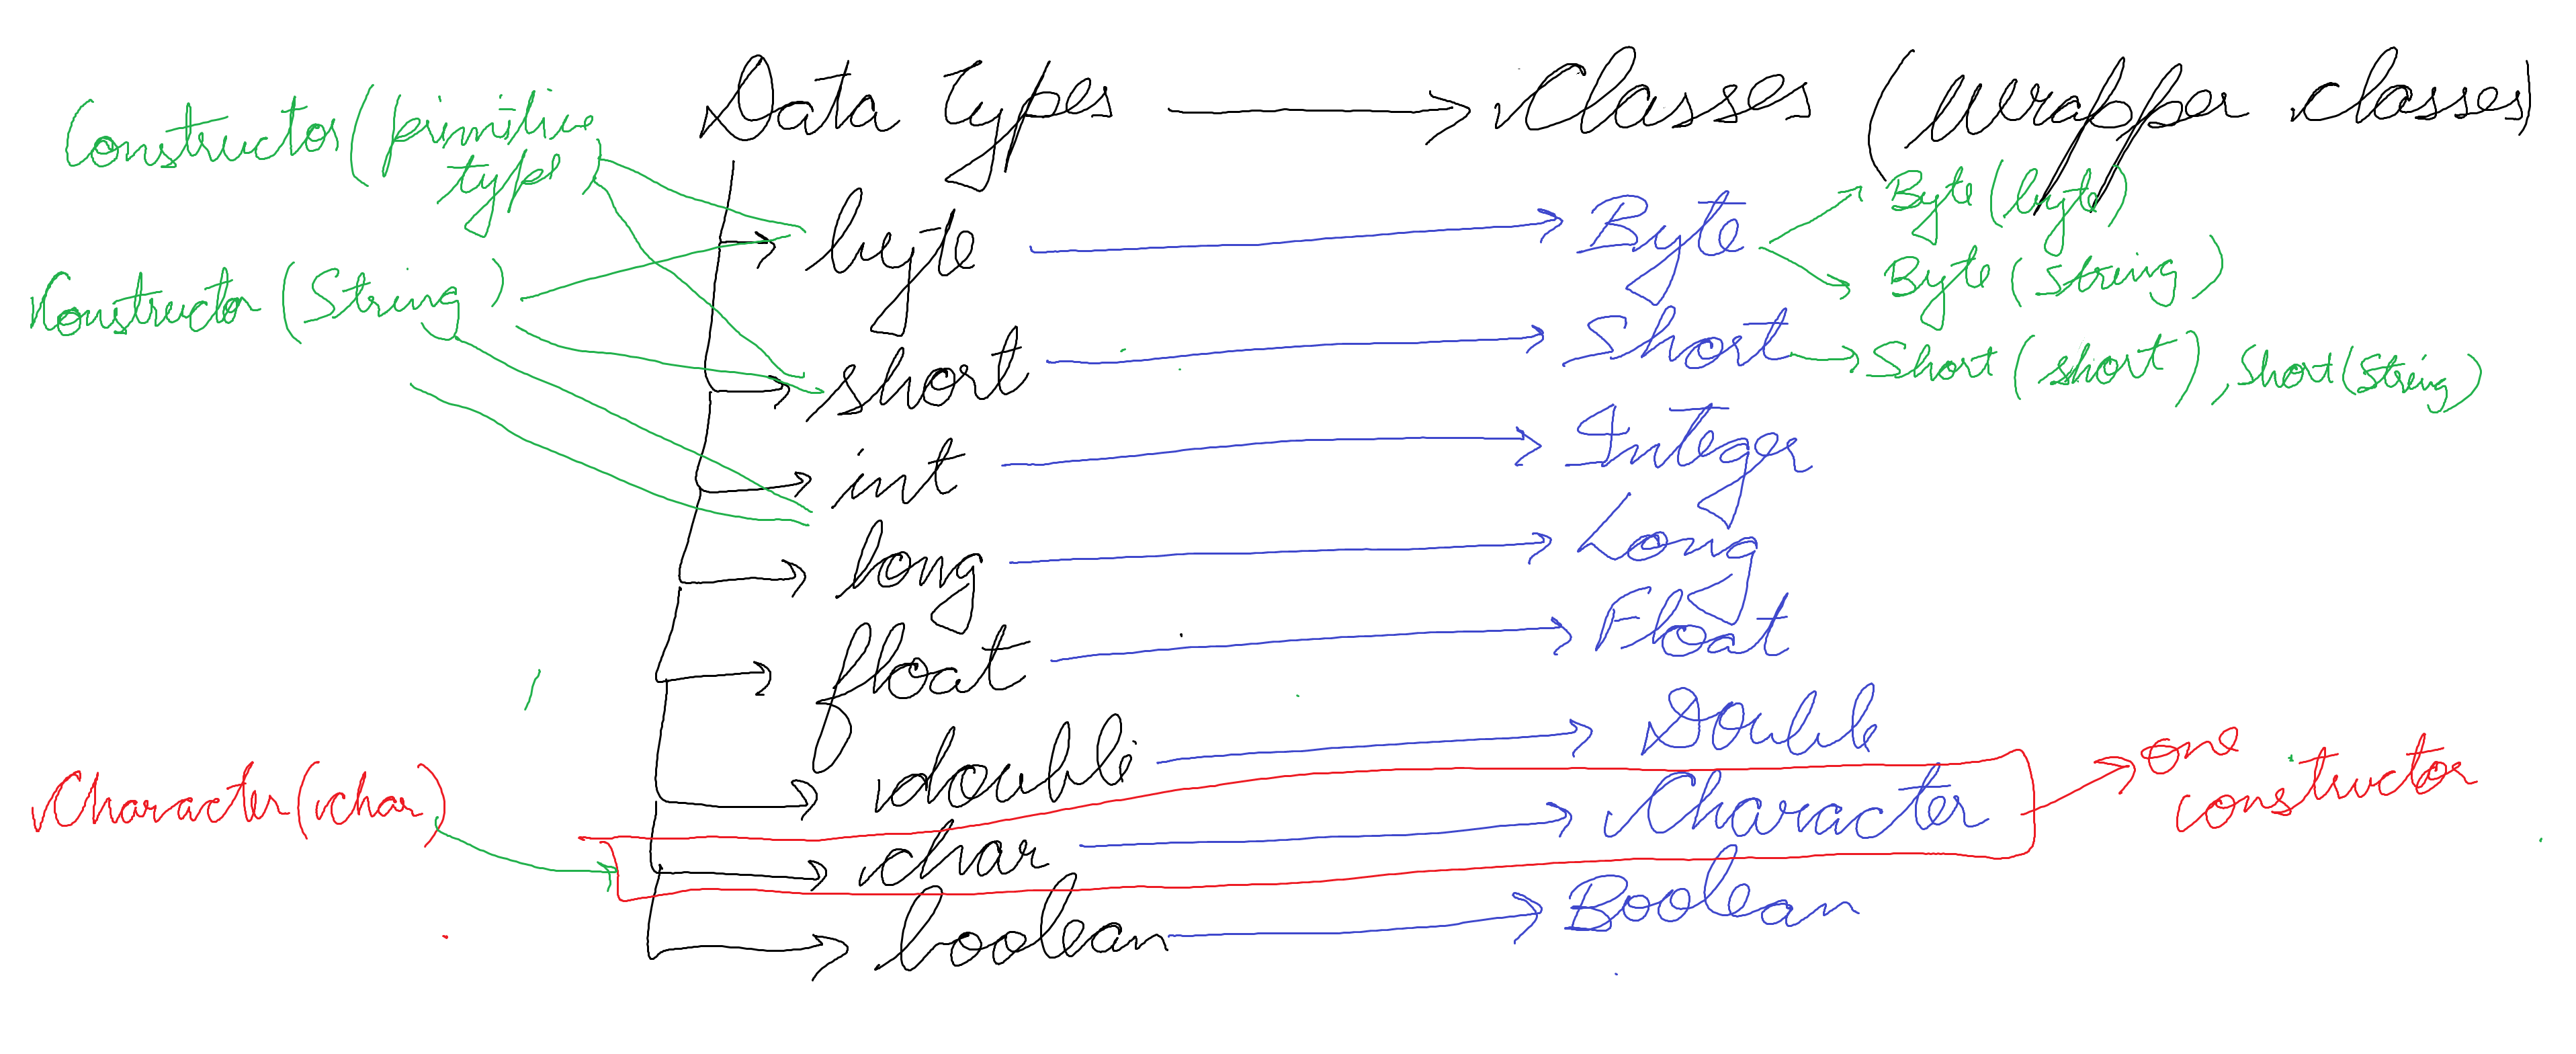 Data types → Classes (Wrapper classes)
Constructor (primitive
type)
Constructor (String)
byte → Byte
Byte (byte)
Byte (String)
short → Short → Short (short), Short (String)
int → Integer
long → Long
float → Float
double → Double
Character (char)
char → Character → one
constructor
boolean → Boolean